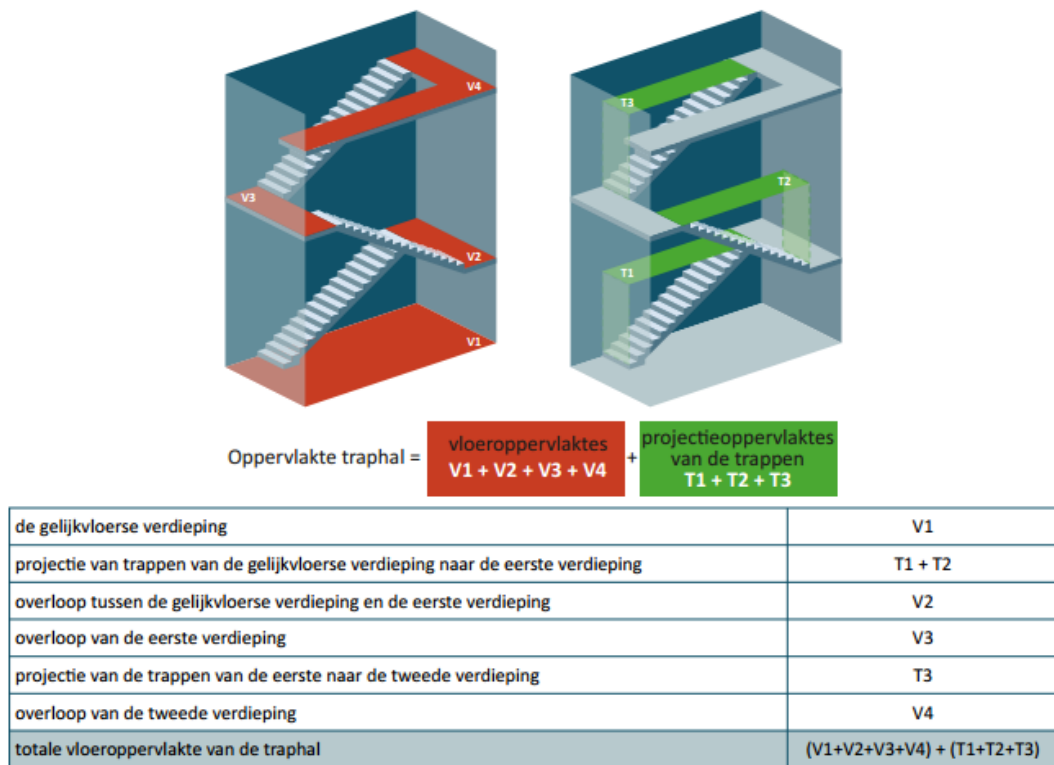 V4
V3
V2
V1
T3
T2
T1
Oppervlakte traphal =
vloeroppervlaktes
V1 + V2 + V3 + V4
+
projectieoppervlaktes
van de trappen
T1 + T2 + T3
de gelijkvloerse verdieping V1
projectie van trappen van de gelijkvloerse verdieping naar de eerste verdieping T1 + T2
overloop tussen de gelijkvloerse verdieping en de eerste verdieping V2
overloop van de eerste verdieping V3
projectie van de trappen van de eerste naar de tweede verdieping T3
overloop van de tweede verdieping V4
totale vloeroppervlakte van de traphal (V1+V2+V3+V4) + (T1+T2+T3)